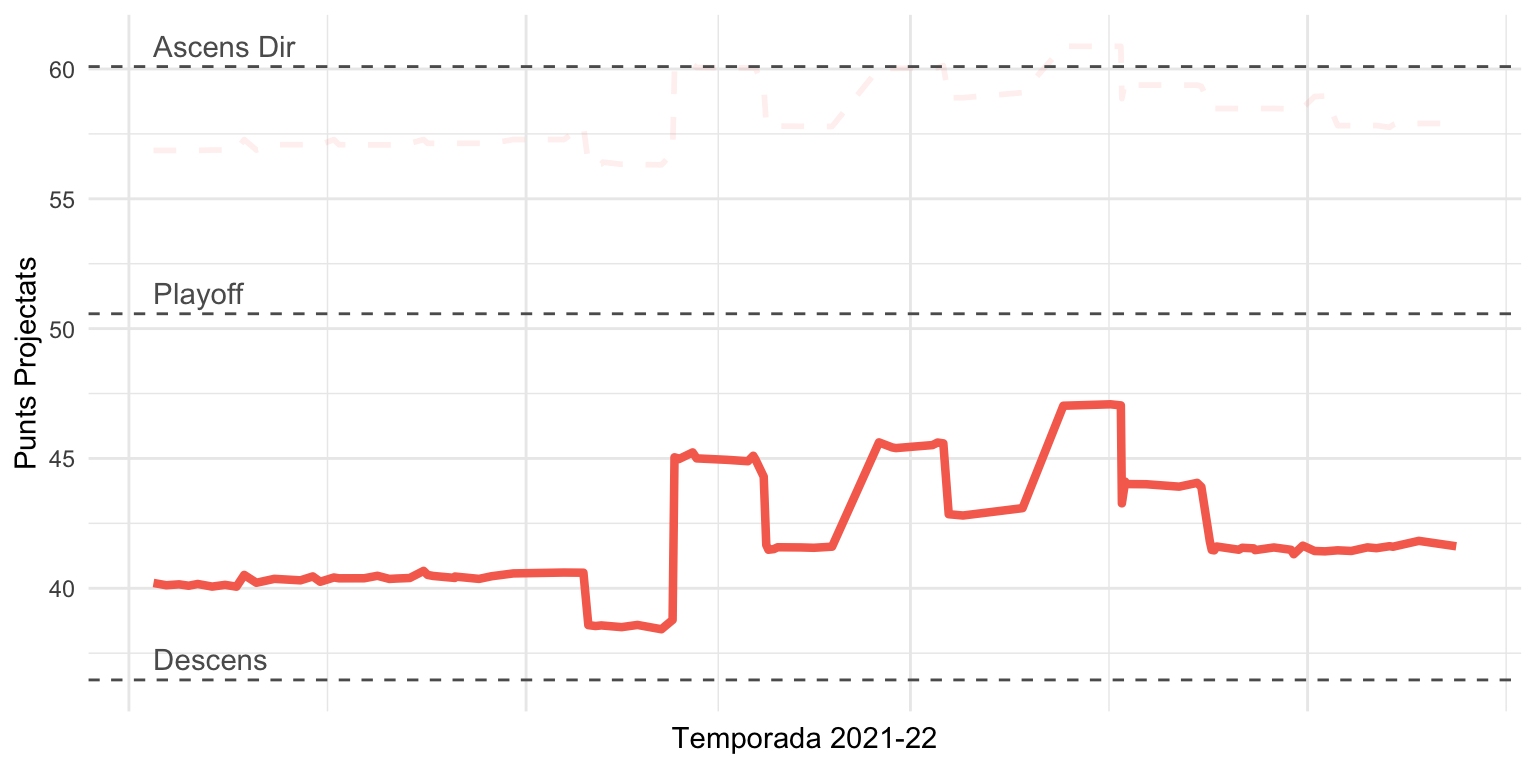 Ascens Dir
60
55
Playoff
50
45
40
Descens
Punts Projectats
Temporada 2021-22